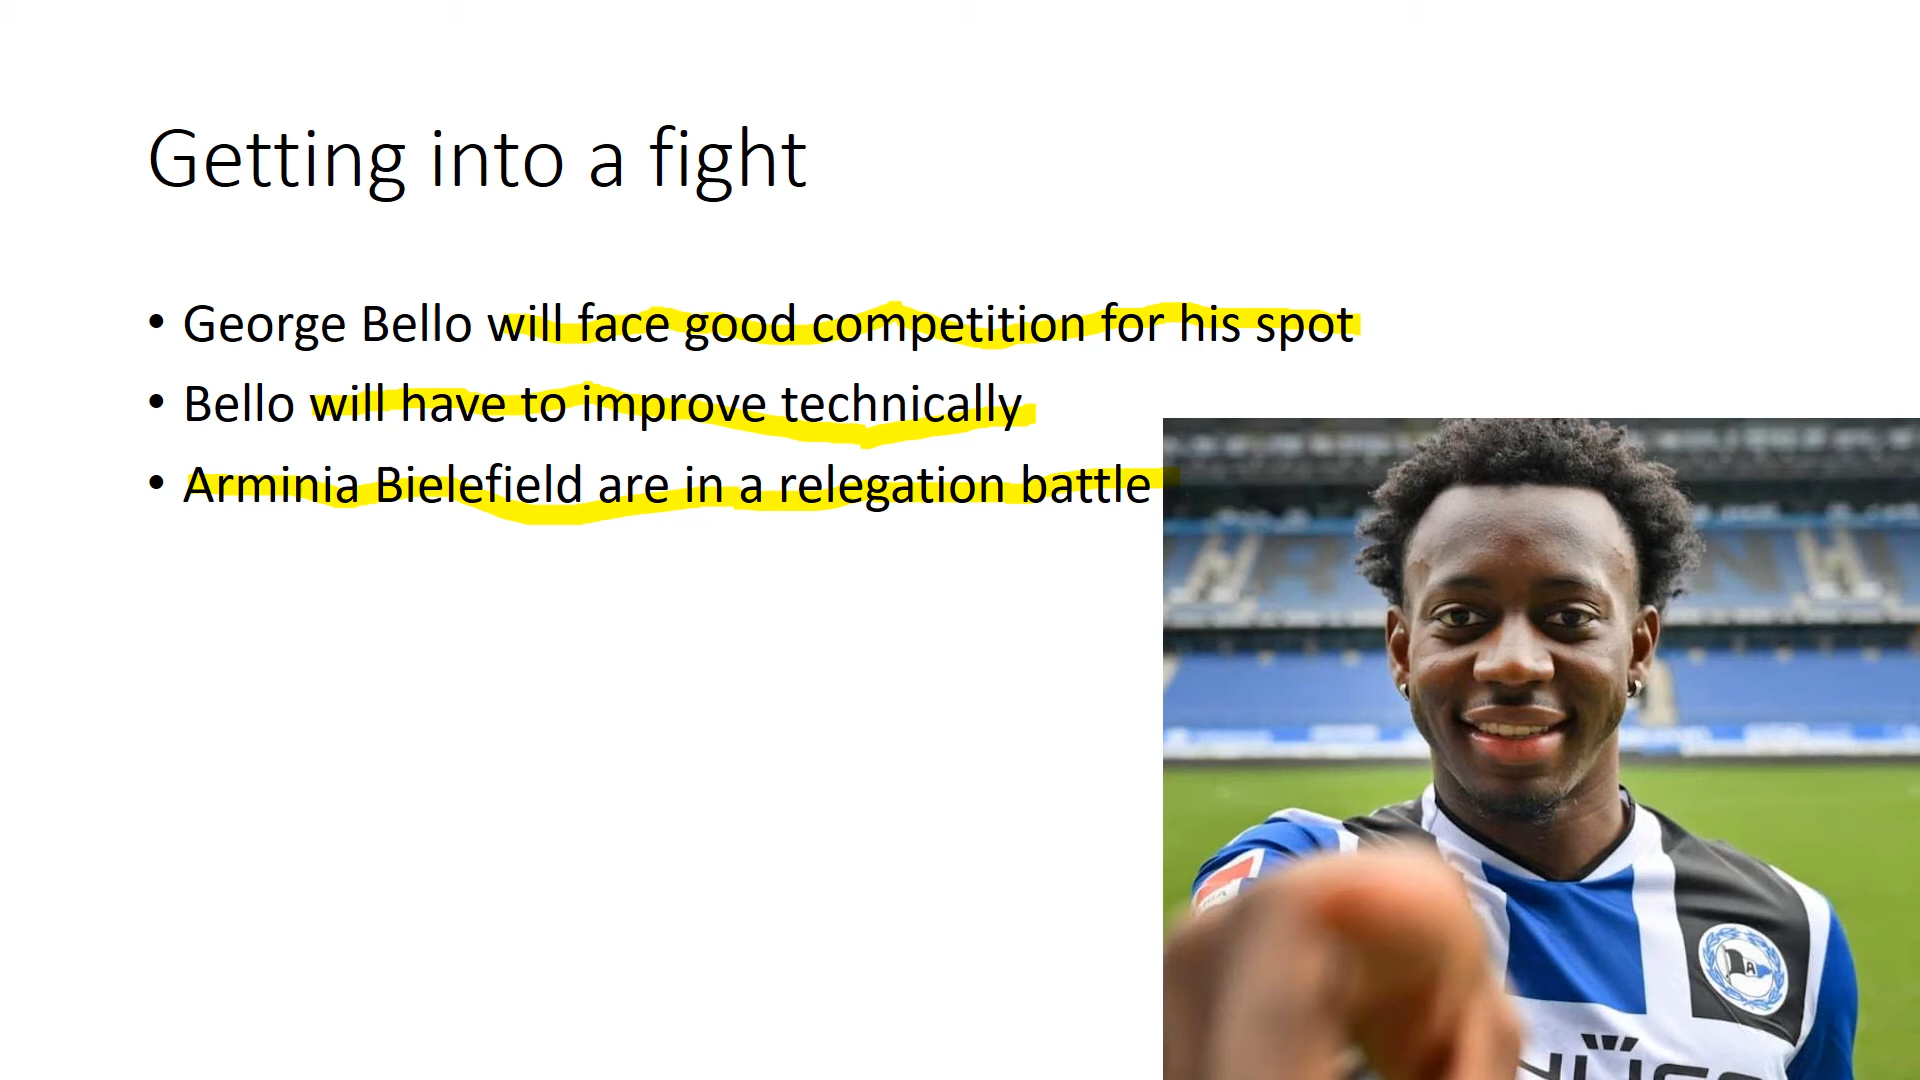 Getting into a fight
• George Bello will face good competition for his spot
• Bello will have to improve technically
• Arminia Bielefield are in a relegation battle
A